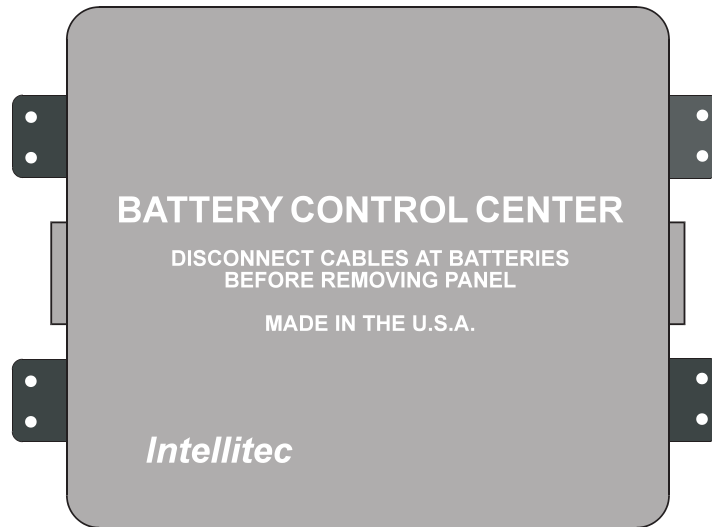 BATTERY CONTROL CENTER
DISCONNECT CABLES AT BATTERIES
BEFORE REMOVING PANEL
MADE IN THE U.S.A.
Intellitec